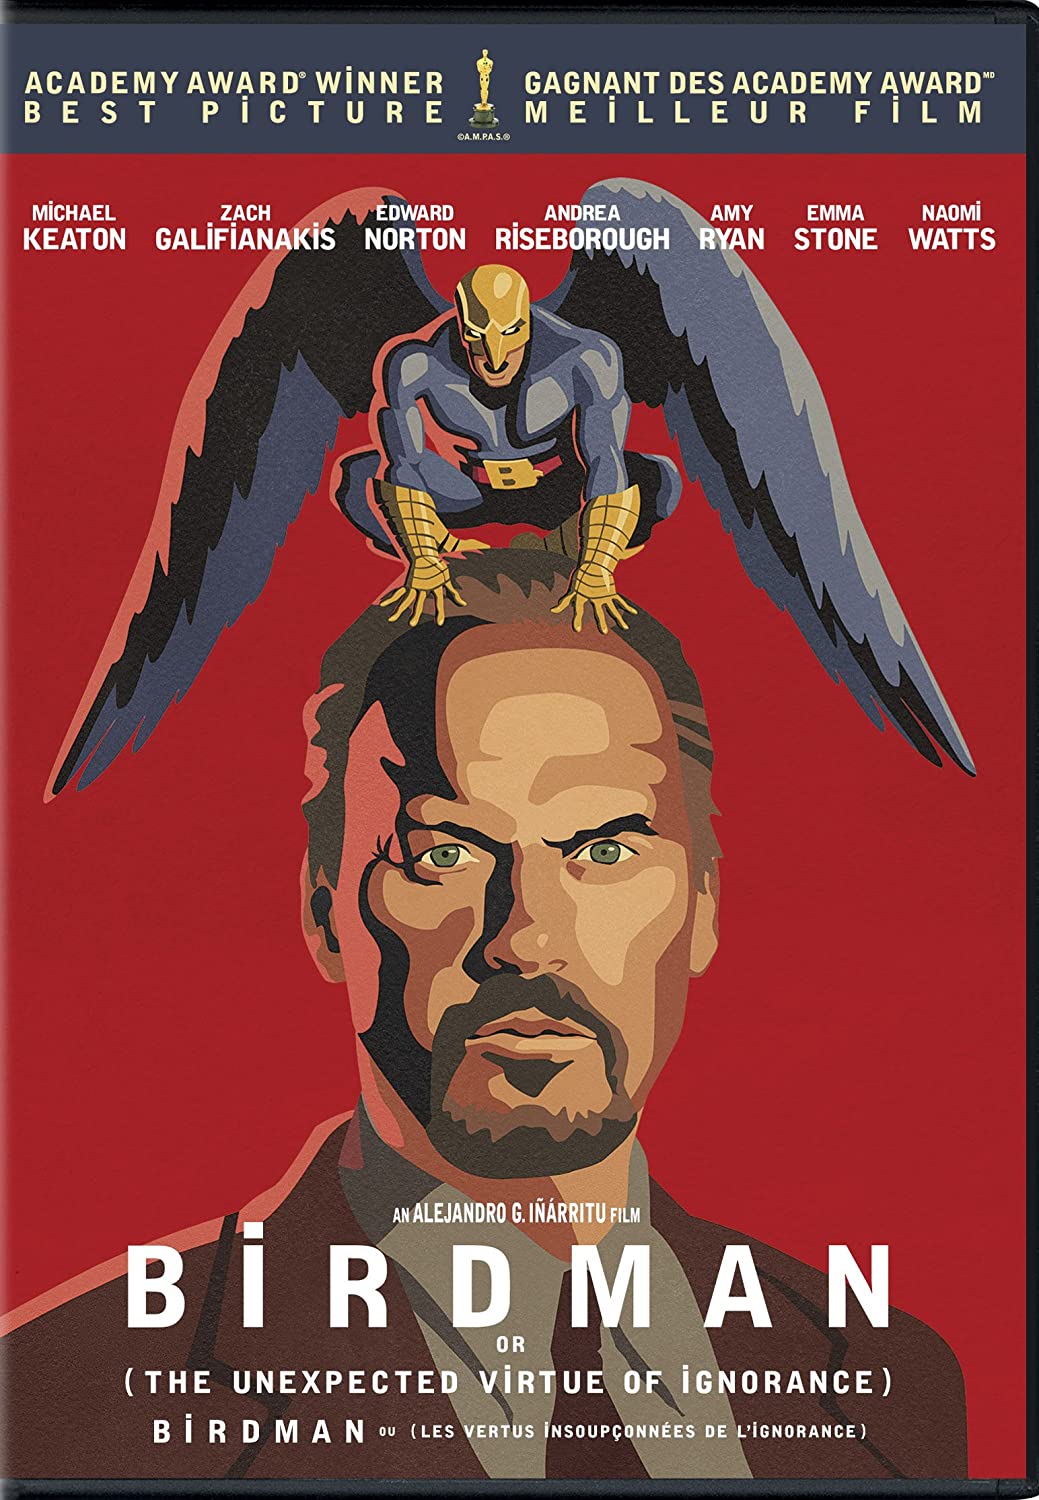 ACADEMY AWARD® WINNER
BEST PICTURE
©A.M.P.A.S.®
GAGNANT DES ACADEMY AWARD MD
MEILLEUR FILM
MICHAEL KEATON
ZACH GALIFIANAKIS
EDWARD NORTON
ANDREA RISEBOROUGH
AMY RYAN
EMMA STONE
NAOMI WATTS
B
AN ALEJANDRO G. IÑÁRRITU FILM
BIRDMAN
OR
(THE UNEXPECTED VIRTUE OF IGNORANCE)
BIRDMAN OU (LES VERTUS INSOUPÇONNÉES DE L'IGNORANCE)